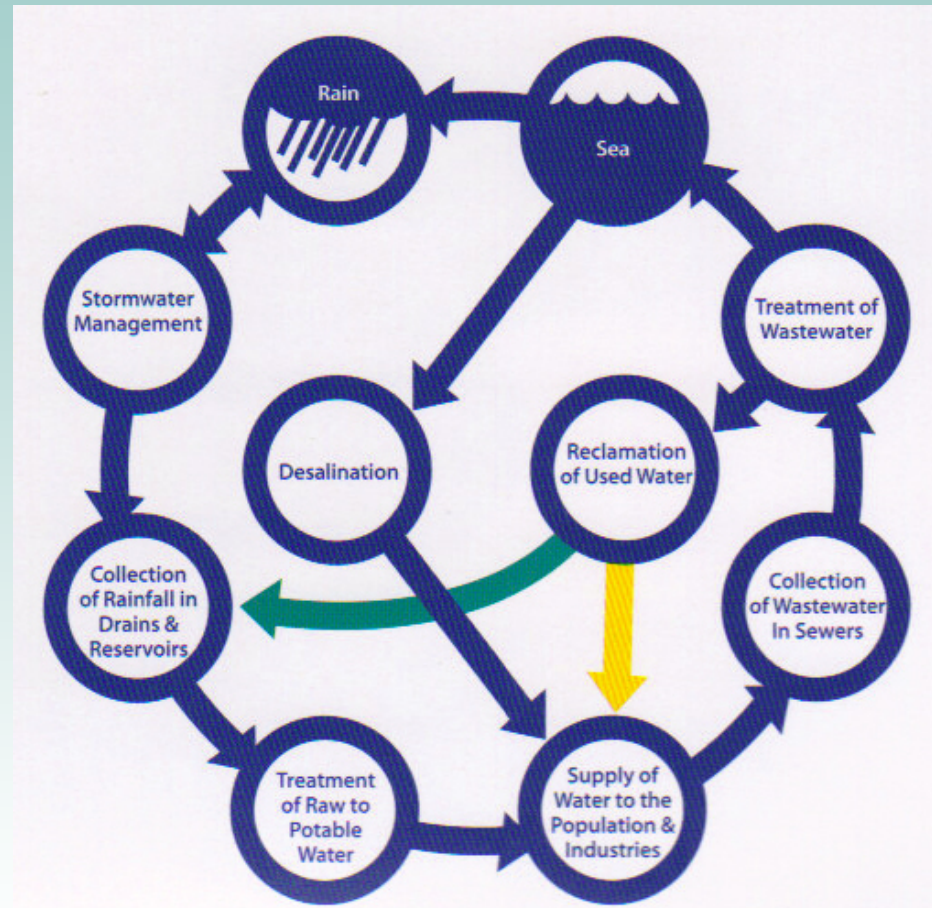 Rain
Sea
Stormwater
Management
Treatment of
Wastewater
Desalination
Reclamation
of Used Water
Collection
of Rainfall in
Drains &
Reservoirs
Collection
of Wastewater
In Sewers
Treatment
of Raw to
Potable
Water
Supply of
Water to the
Population &
Industries